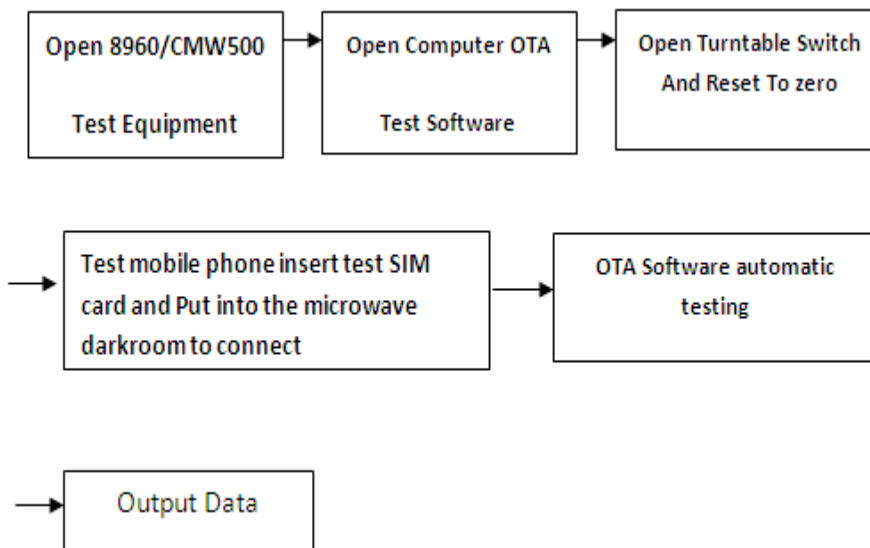 Open 8960/CMW500
Test Equipment
Open Computer OTA
Test Software
Open Turntable Switch
And Reset To zero
Test mobile phone insert test SIM
card and Put into the microwave
darkroom to connect
OTA Software automatic
testing
Output Data